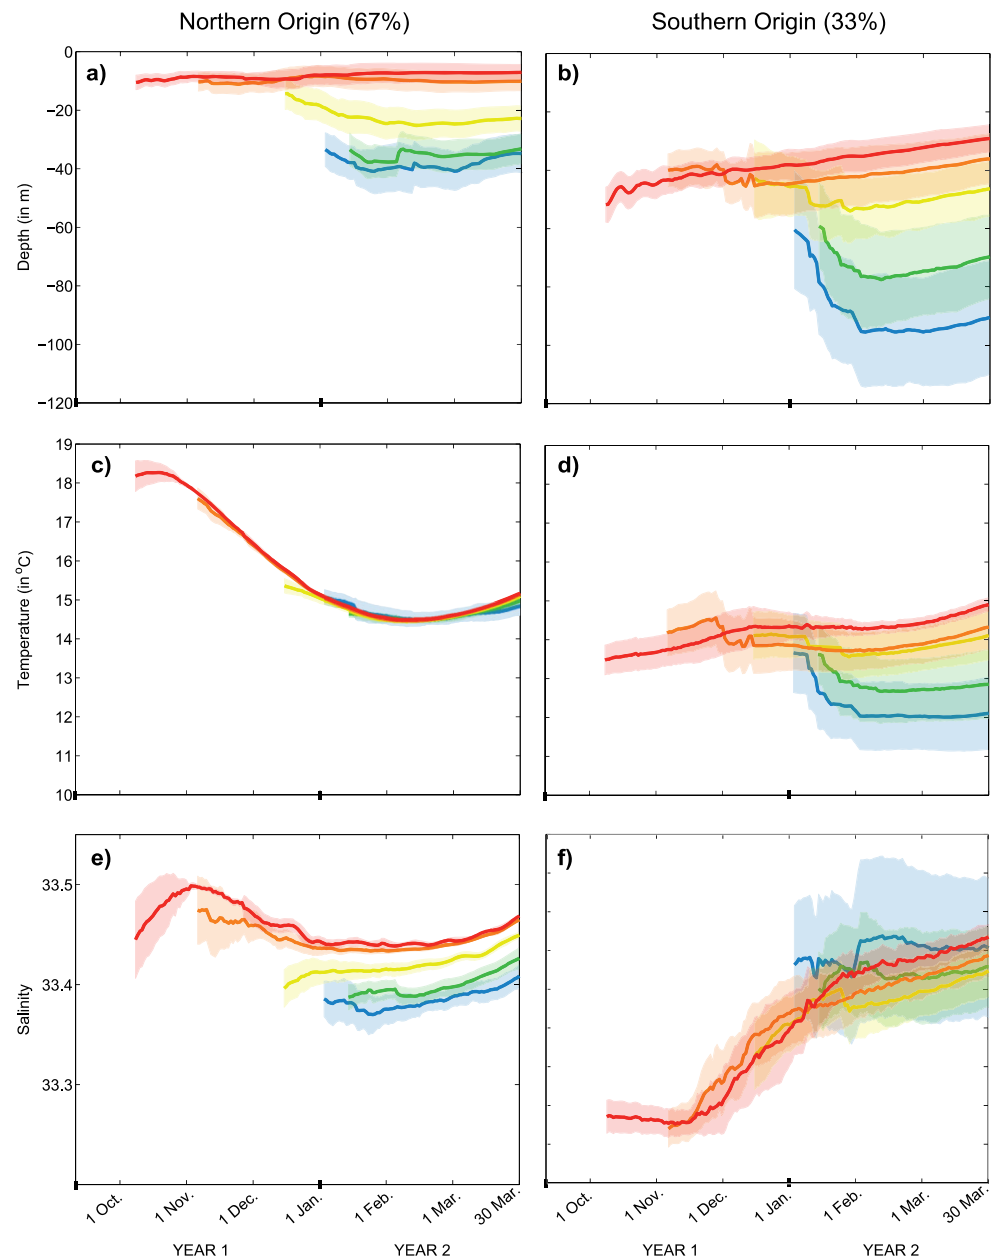 Northern Origin (67%)
Southern Origin (33%)
a)
b)
Depth (in m)
0
−20
−40
−60
−80
−100
−120
c)
d)
Temperature (in °C)
19
18
17
16
15
14
13
12
11
10
e)
f)
Salinity
33.5
33.4
33.3
1 Oct.
1 Nov.
1 Dec.
1 Jan.
1 Feb.
1 Mar.
30 Mar.
1 Oct.
1 Nov.
1 Dec.
1 Jan.
1 Feb.
1 Mar.
30 Mar.
YEAR 1
YEAR 2
YEAR 1
YEAR 2